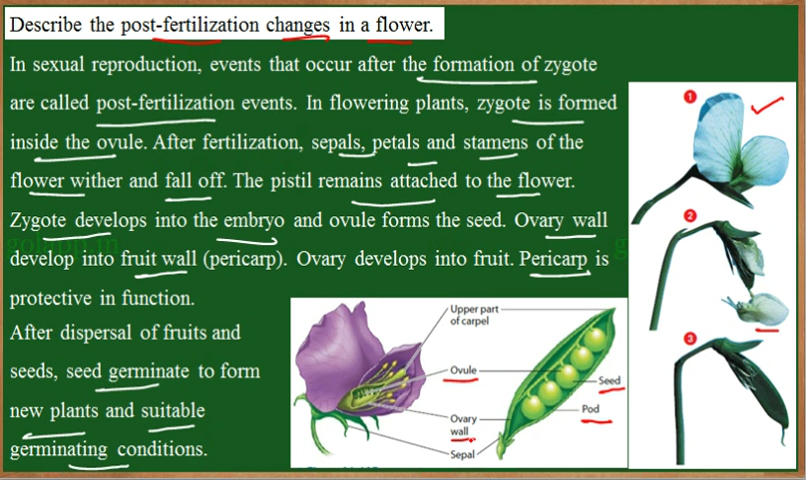 Describe the post-fertilization changes in a flower.
In sexual reproduction, events that occur after the formation of zygote
are called post-fertilization events. In flowering plants, zygote is formed
inside the ovule. After fertilization, sepals, petals and stamens of the
flower wither and fall off. The pistil remains attached to the flower.
Zygote develops into the embryo and ovule forms the seed. Ovary wall
develop into fruit wall (pericarp). Ovary develops into fruit. Pericarp is
protective in function.
After dispersal of fruits and
seeds, seed germinate to form
new plants and suitable
germinating conditions.
Upper part
of carpel
Ovule
Seed
Pod
Ovary
wall
Sepal
1
2
3